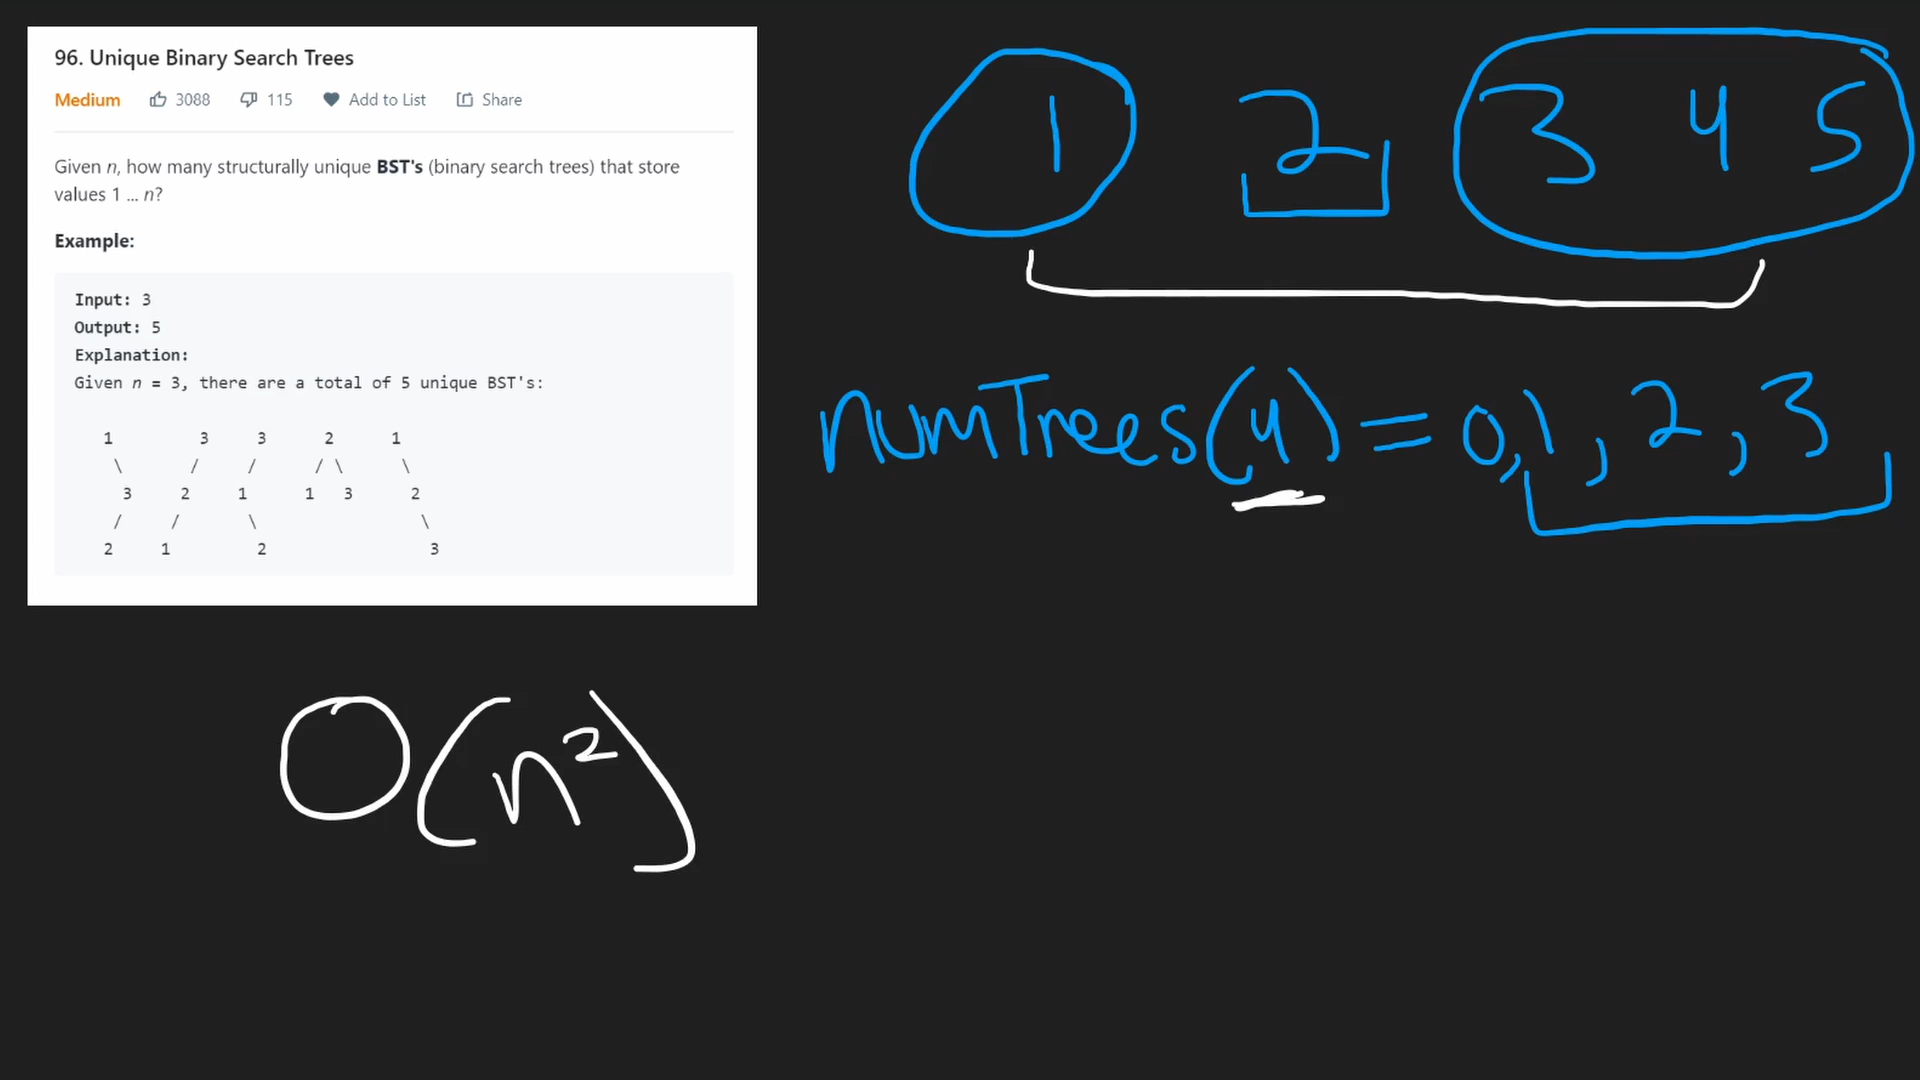 96. Unique Binary Search Trees
Medium 3088 115 Add to List Share
Given n, how many structurally unique BST's (binary search trees) that store
values 1 ... n?
Example:
Input: 3
Output: 5
Explanation:
Given n = 3, there are a total of 5 unique BST's:
1 3 3 2 1
\ / / / \ \
3 2 1 1 3 2
/ / \ \
2 1 2 3
1 2 3 4 5
numTrees(4) = 0,1,2,3
O(n²)